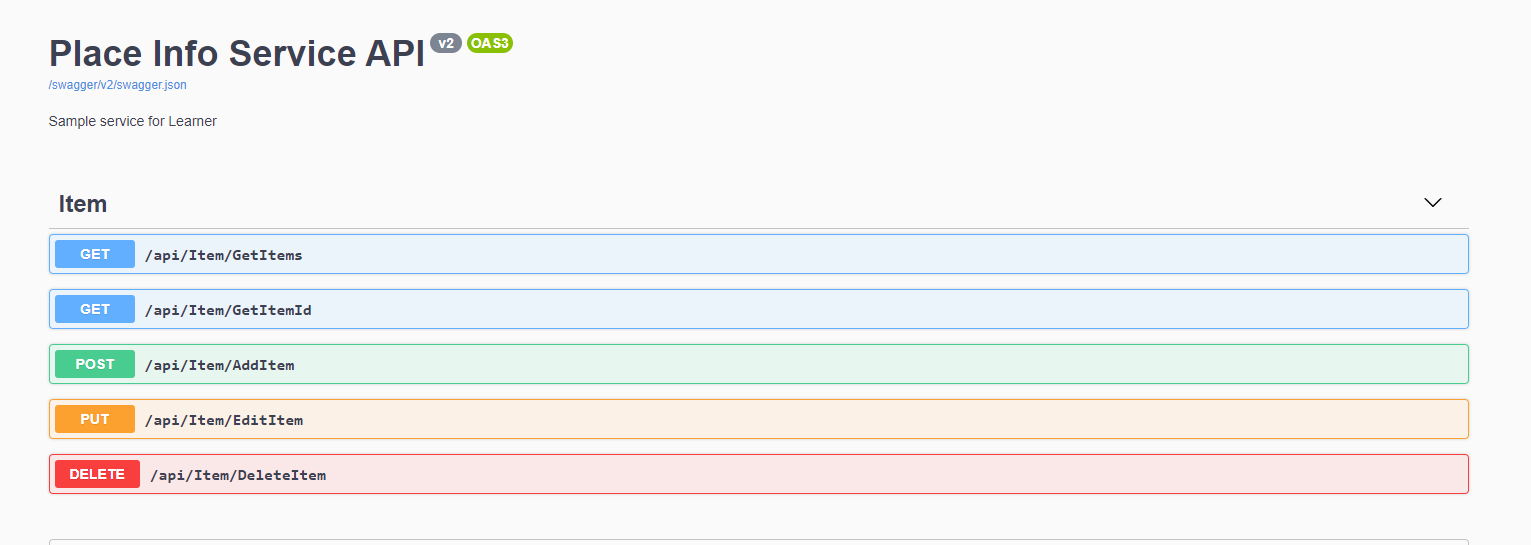 Place Info Service API v2 OAS3
/swagger/v2/swagger.json
Sample service for Learner
Item
GET /api/Item/GetItems
GET /api/Item/GetItemId
POST /api/Item/AddItem
PUT /api/Item/EditItem
DELETE /api/Item/DeleteItem